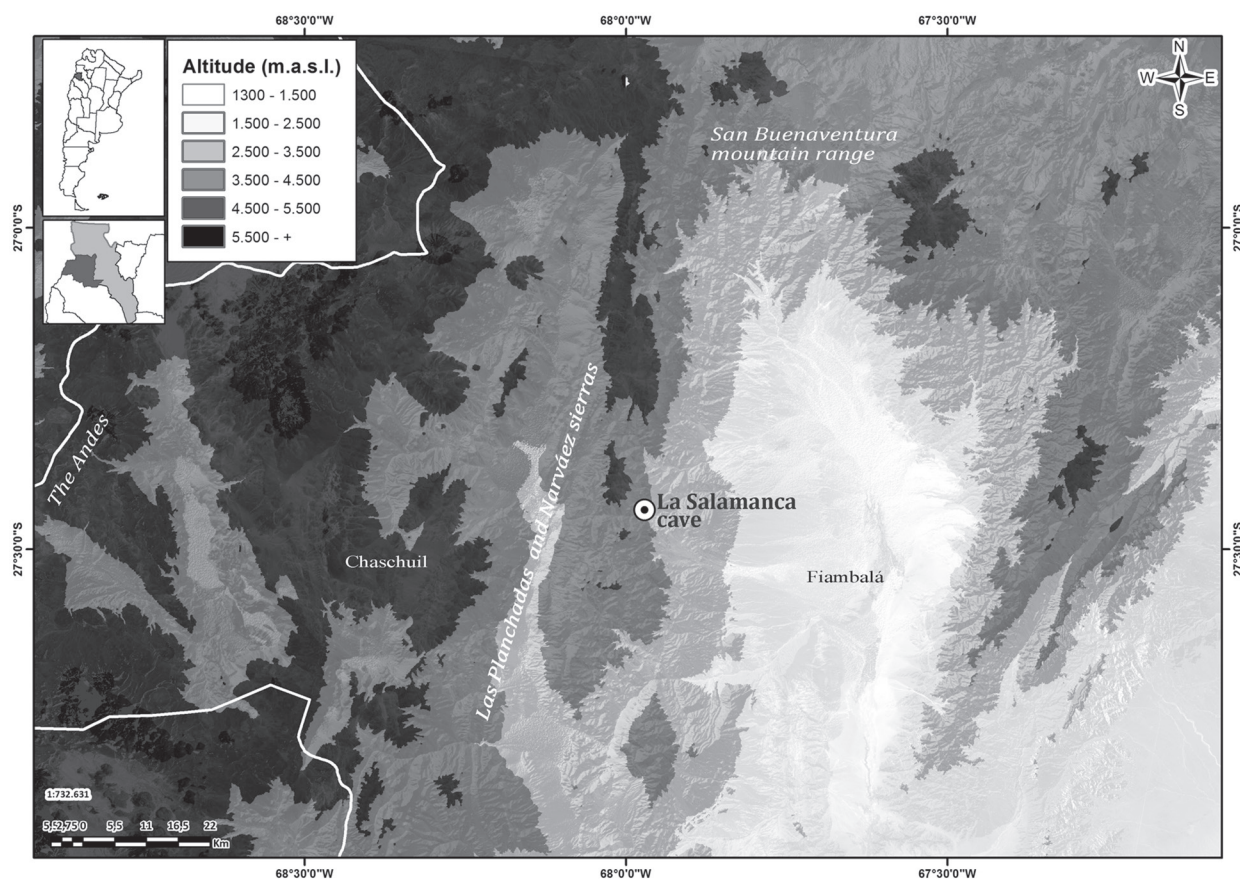 68°30'0"W
68°0'0"W
67°30'0"W
Altitude (m.a.s.l.)
1300 - 1.500
1.500 - 2.500
2.500 - 3.500
3.500 - 4.500
4.500 - 5.500
5.500 - +
N
W
E
S
San Buenaventura
mountain range
27°0'0"S
27°0'0"S
The Andes
Las Planchadas and Narváez sierras
La Salamanca
cave
Chaschuil
Fiambalá
27°30'0"S
27°30'0"S
1:732.631
5,52,75 0 5,5 11 16,5 22
Km
68°30'0"W
68°0'0"W
67°30'0"W